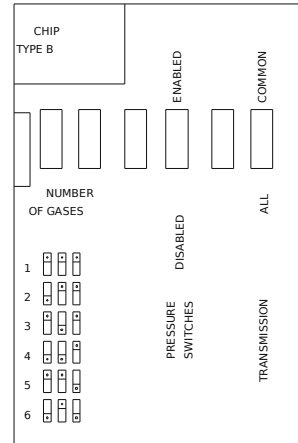 CHIP
TYPE B
ENABLED
COMMON
NUMBER
OF GASES
ALL
DISABLED
1
2
3
4
5
6
PRESSURE
SWITCHES
TRANSMISSION